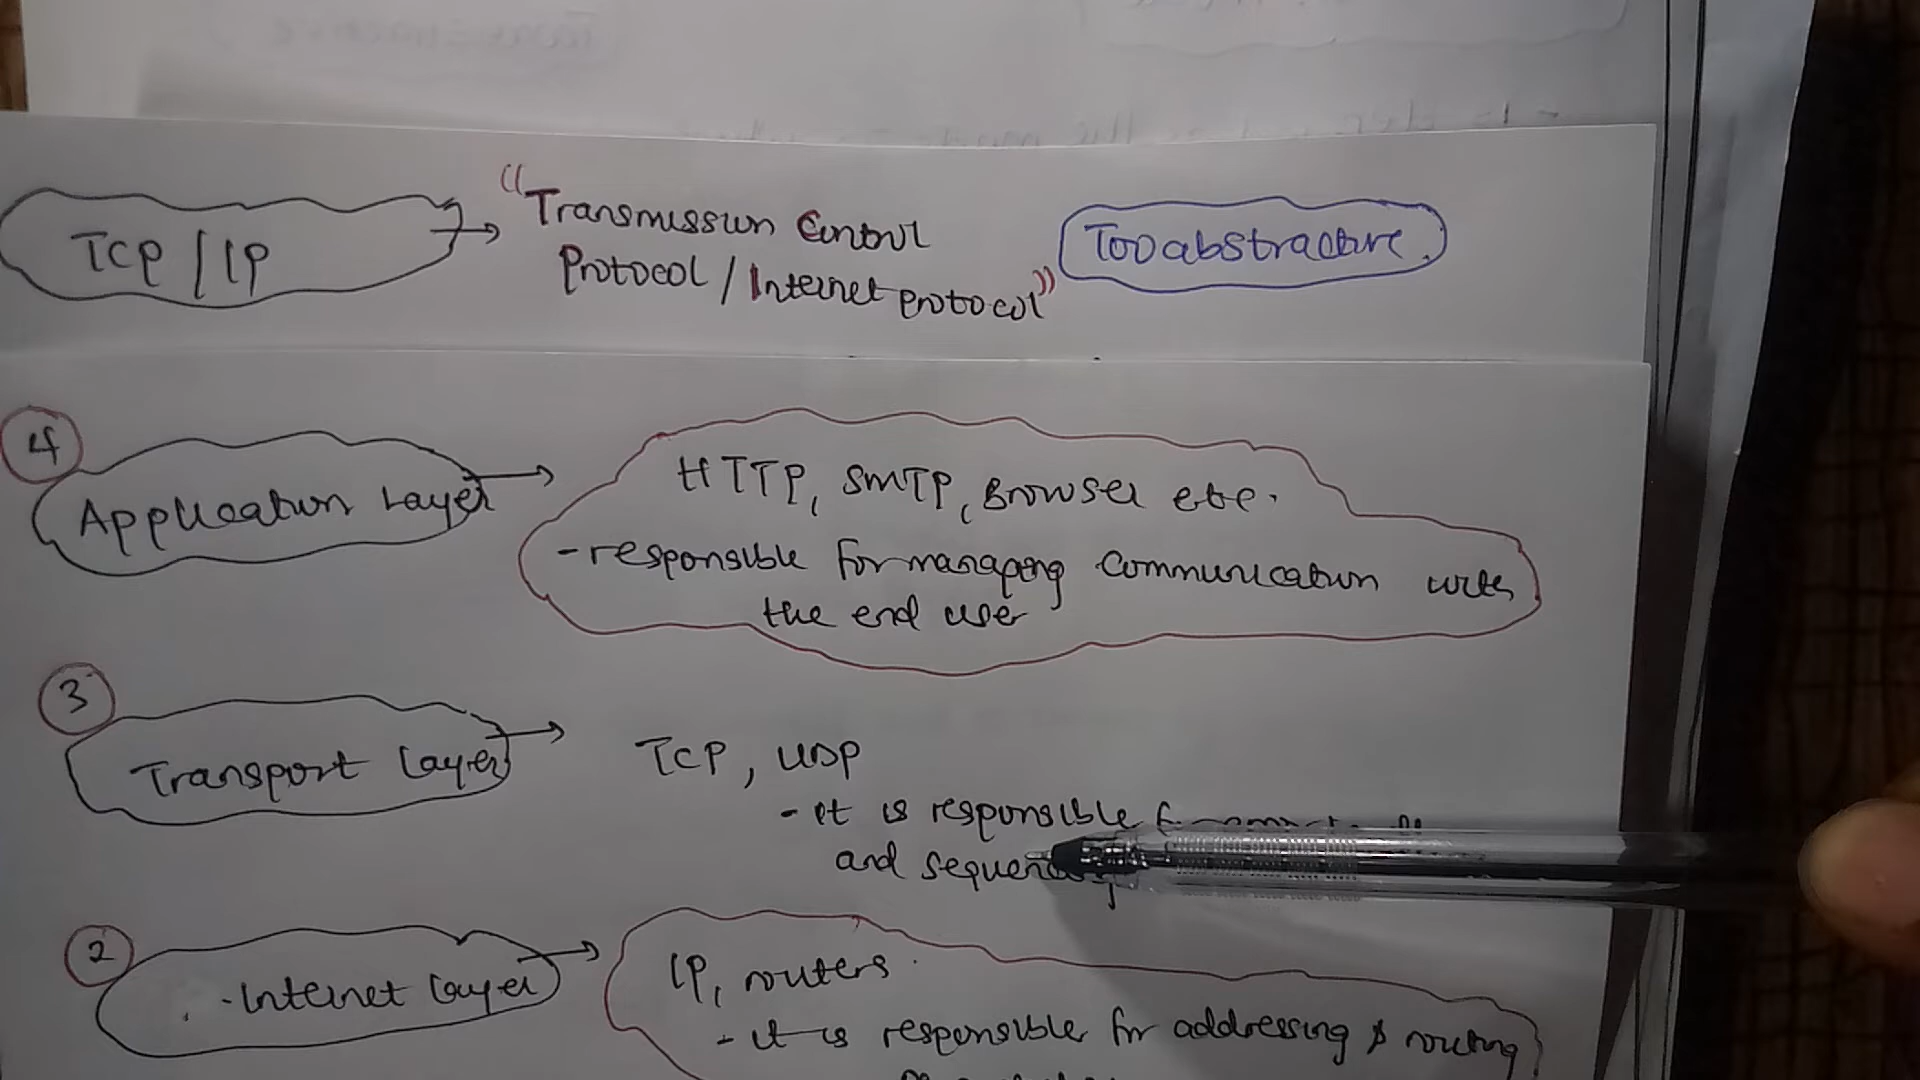 TCP / IP
"Transmission Control
Protocol / Internet protocol"
Too abstracture.
4
Application Layer
HTTP, SMTP, Browser etc.
- responsible for managing communication with
the end user
3
Transport Layer
TCP, UDP
- it is responsible
and
2
Internet Layer
IP, routers.
- it is responsible for addressing & routing